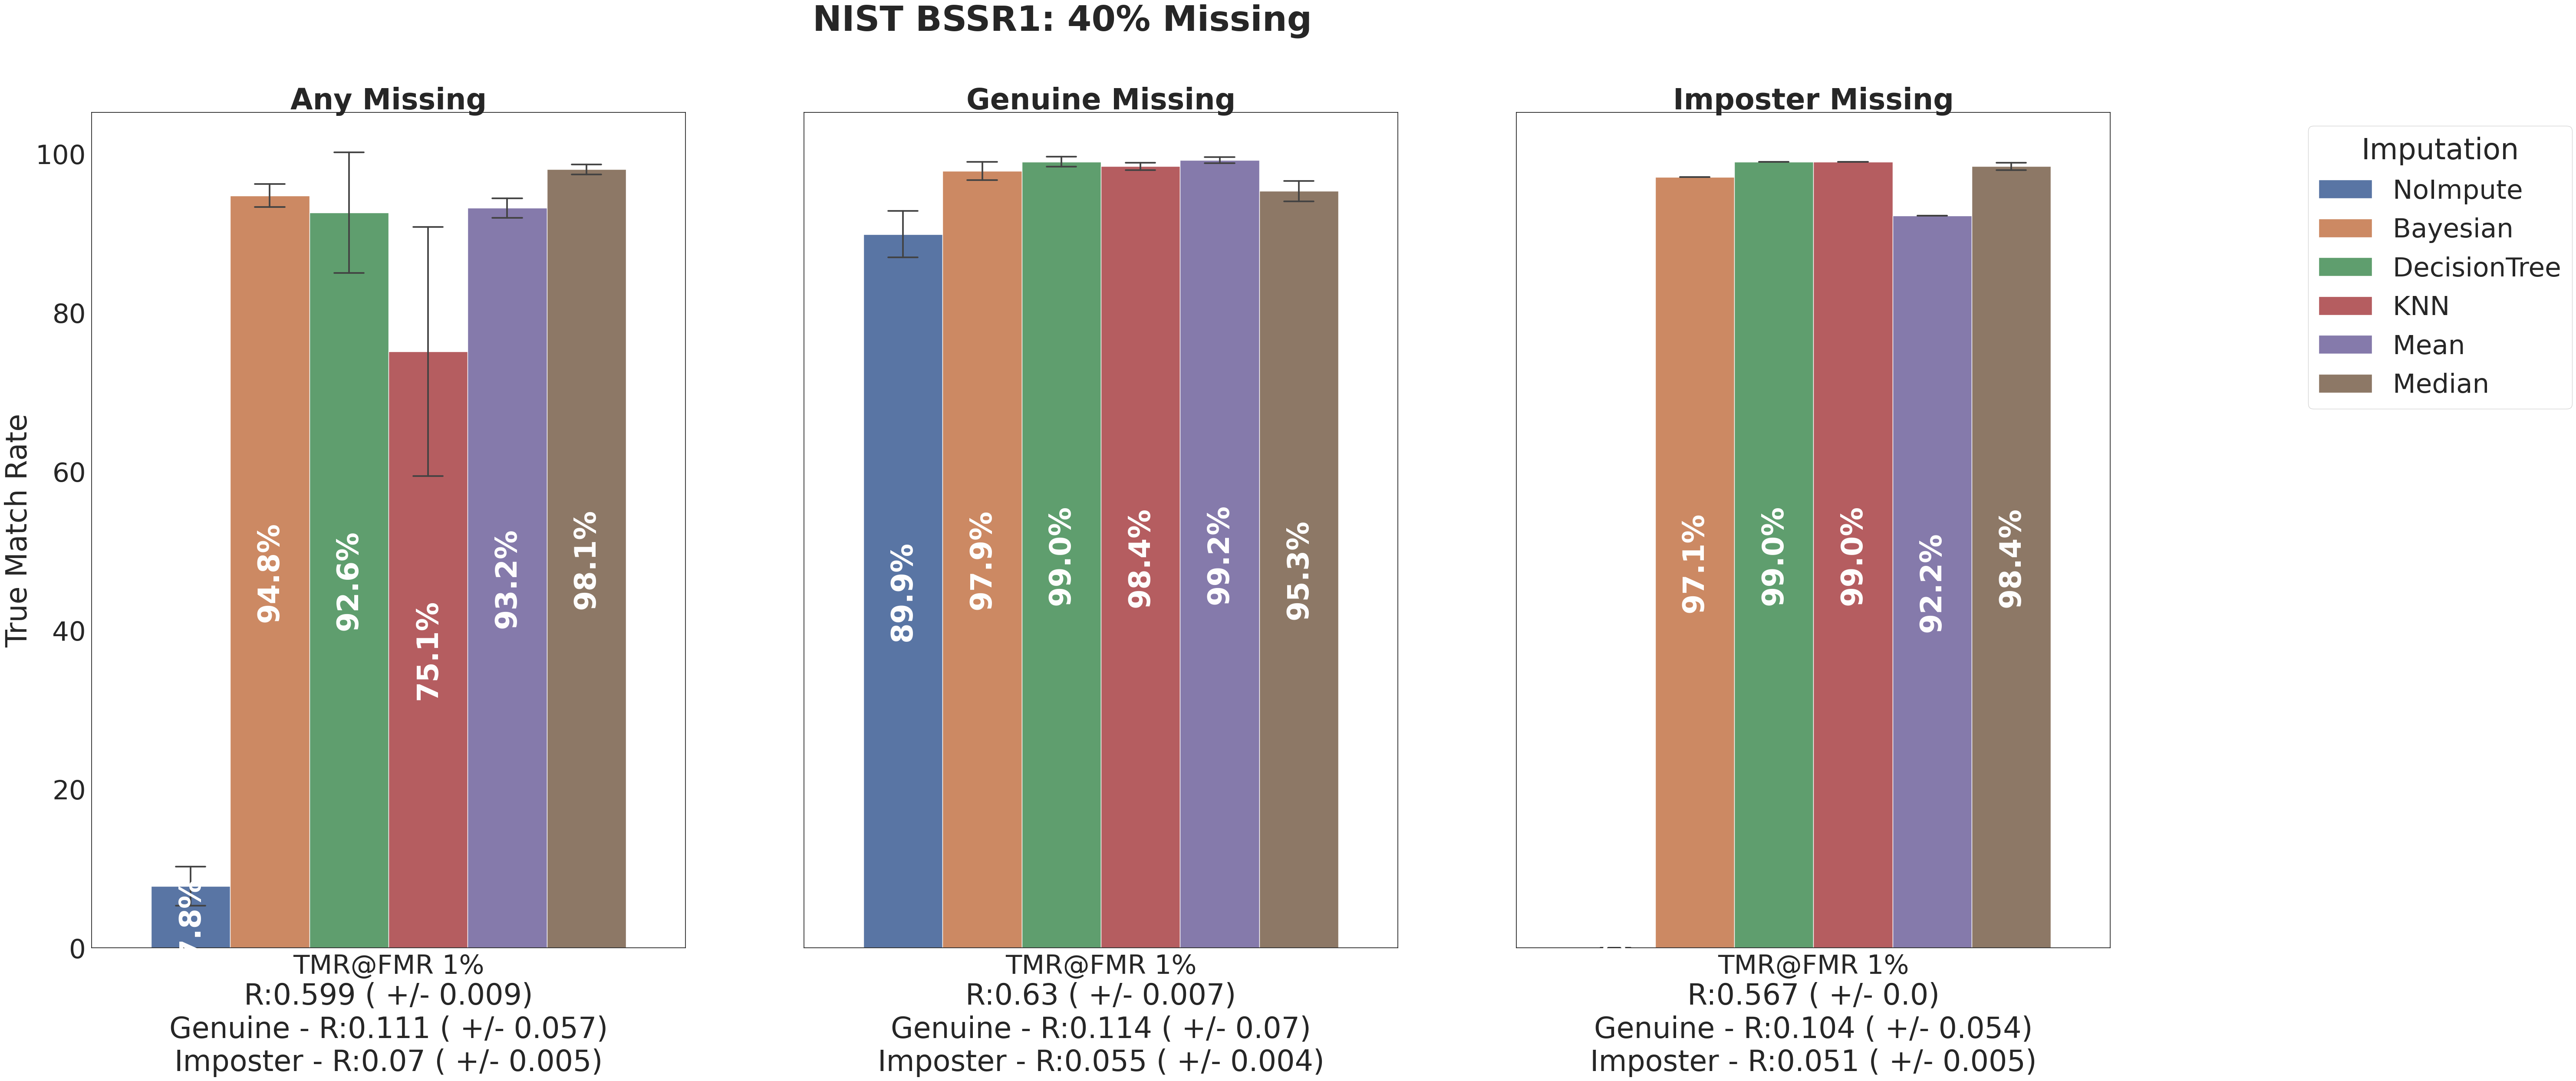 NIST BSSR1: 40% Missing
Any Missing
Genuine Missing
Imposter Missing
True Match Rate
100
80
60
40
20
0
7.8%
94.8%
92.6%
75.1%
93.2%
98.1%
TMR@FMR 1%
R:0.599 ( +/- 0.009)
Genuine - R:0.111 ( +/- 0.057)
Imposter - R:0.07 ( +/- 0.005)
89.9%
97.9%
99.0%
98.4%
99.2%
95.3%
TMR@FMR 1%
R:0.63 ( +/- 0.007)
Genuine - R:0.114 ( +/- 0.07)
Imposter - R:0.055 ( +/- 0.004)
97.1%
99.0%
99.0%
92.2%
98.4%
TMR@FMR 1%
R:0.567 ( +/- 0.0)
Genuine - R:0.104 ( +/- 0.054)
Imposter - R:0.051 ( +/- 0.005)
Imputation
NoImpute
Bayesian
DecisionTree
KNN
Mean
Median